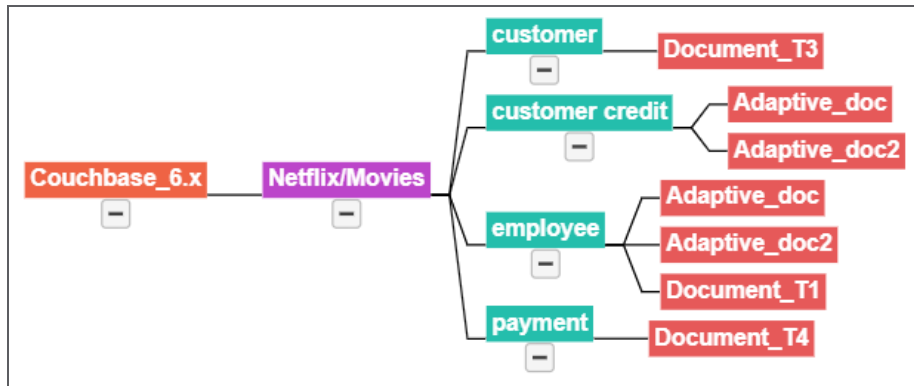 Couchbase_6.x
Netflix/Movies
customer
Document_T3
customer credit
Adaptive_doc
Adaptive_doc2
employee
Adaptive_doc
Adaptive_doc2
Document_T1
payment
Document_T4